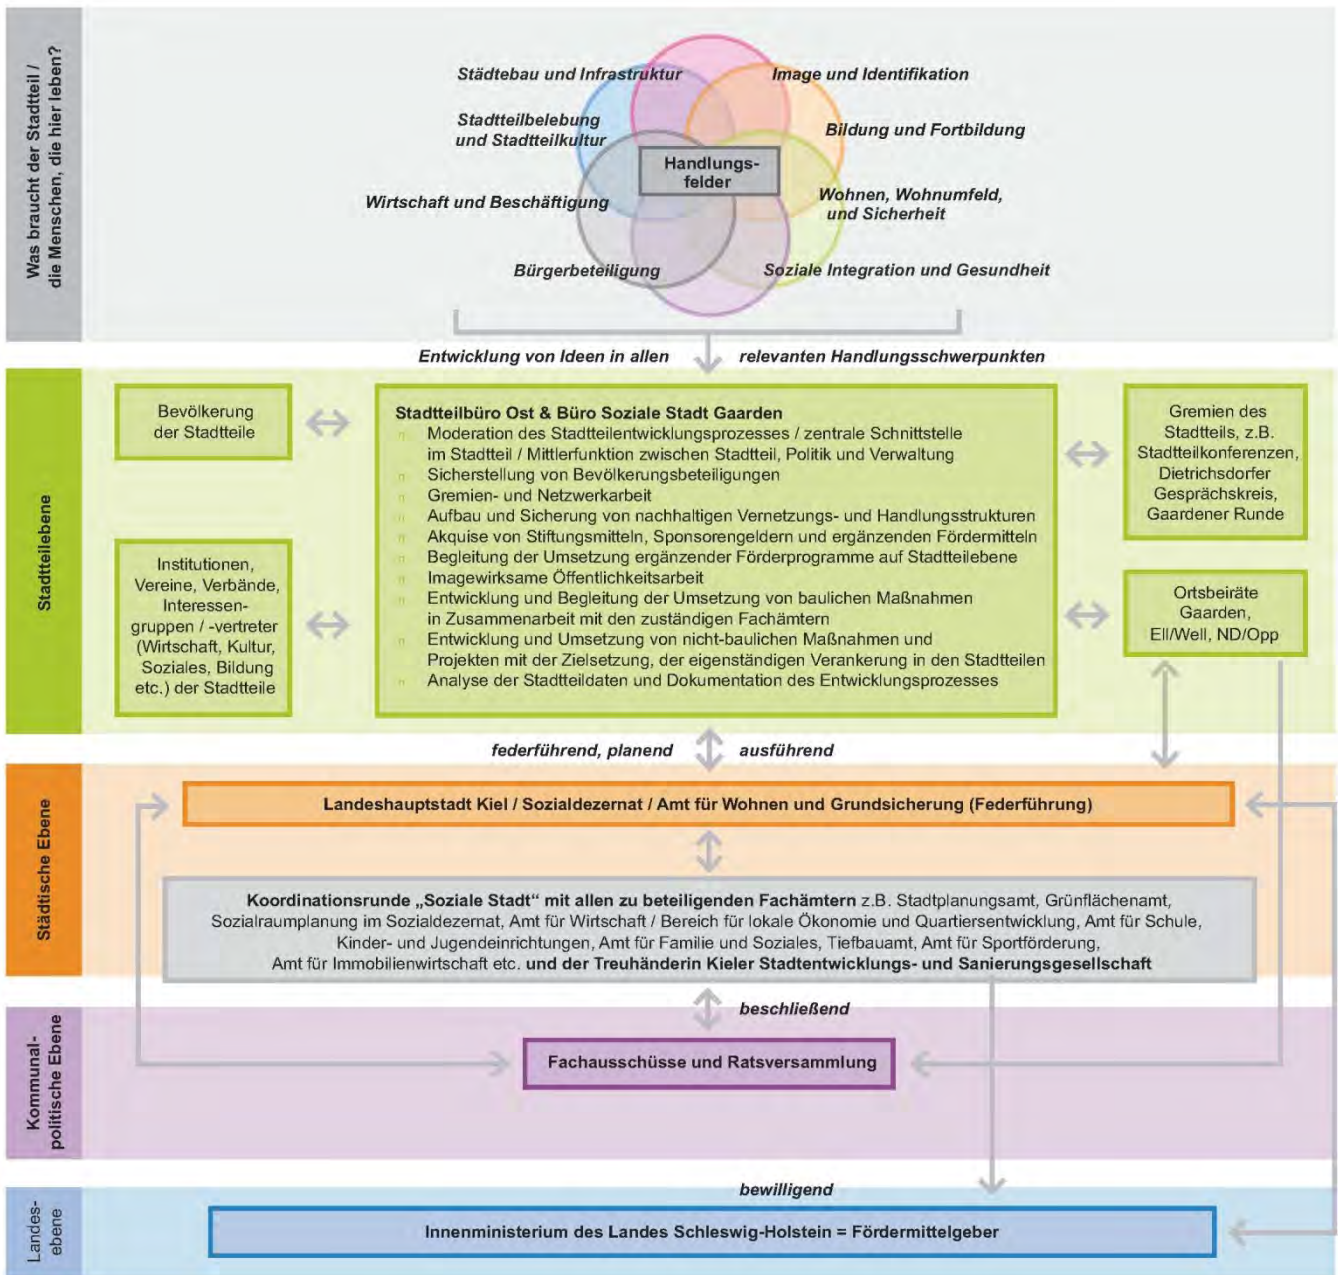 Was braucht der Stadtteil /
die Menschen, die hier leben?
Städtebau und Infrastruktur
Image und Identifikation
Stadtteilbelebung
und Stadtteilkultur
Bildung und Fortbildung
Handlungs-
felder
Wirtschaft und Beschäftigung
Wohnen, Wohnumfeld,
und Sicherheit
Bürgerbeteiligung
Soziale Integration und Gesundheit
Entwicklung von Ideen in allen relevanten Handlungsschwerpunkten
Stadtteilebene
Bevölkerung
der Stadtteile
Institutionen,
Vereine, Verbände,
Interessen-
gruppen / -vertreter
(Wirtschaft, Kultur,
Soziales, Bildung
etc.) der Stadtteile
Stadtteilbüro Ost & Büro Soziale Stadt Gaarden
Moderation des Stadtteilentwicklungsprozesses / zentrale Schnittstelle
im Stadtteil / Mittlerfunktion zwischen Stadtteil, Politik und Verwaltung
Sicherstellung von Bevölkerungsbeteiligungen
Gremien- und Netzwerkarbeit
Aufbau und Sicherung von nachhaltigen Vernetzungs- und Handlungsstrukturen
Akquise von Stiftungsmitteln, Sponsorengeldern und ergänzenden Fördermitteln
Begleitung der Umsetzung ergänzender Förderprogramme auf Stadtteilebene
Imagewirksame Öffentlichkeitsarbeit
Entwicklung und Begleitung der Umsetzung von baulichen Maßnahmen
in Zusammenarbeit mit den zuständigen Fachämtern
Entwicklung und Umsetzung von nicht-baulichen Maßnahmen und
Projekten mit der Zielsetzung, der eigenständigen Verankerung in den Stadtteilen
Analyse der Stadtteildaten und Dokumentation des Entwicklungsprozesses
Gremien des
Stadtteils, z.B.
Stadtteilkonferenzen,
Dietrichsdorfer
Gesprächskreis,
Gaardener Runde
Ortsbeiräte
Gaarden,
Ell/Well, ND/Opp
federführend, planend ausführend
Städtische Ebene
Landeshauptstadt Kiel / Sozialdezernat / Amt für Wohnen und Grundsicherung (Federführung)
Koordinationsrunde „Soziale Stadt“ mit allen zu beteiligenden Fachämtern z.B. Stadtplanungsamt, Grünflächenamt,
Sozialraumplanung im Sozialdezernat, Amt für Wirtschaft / Bereich für lokale Ökonomie und Quartiersentwicklung, Amt für Schule,
Kinder- und Jugendeinrichtungen, Amt für Familie und Soziales, Tiefbauamt, Amt für Sportförderung,
Amt für Immobilienwirtschaft etc. und der Treuhänderin Kieler Stadtentwicklungs- und Sanierungsgesellschaft
beschließend
Kommunal-
politische Ebene
Fachausschüsse und Ratsversammlung
bewilligend
Landes-
ebene
Innenministerium des Landes Schleswig-Holstein = Fördermittelgeber